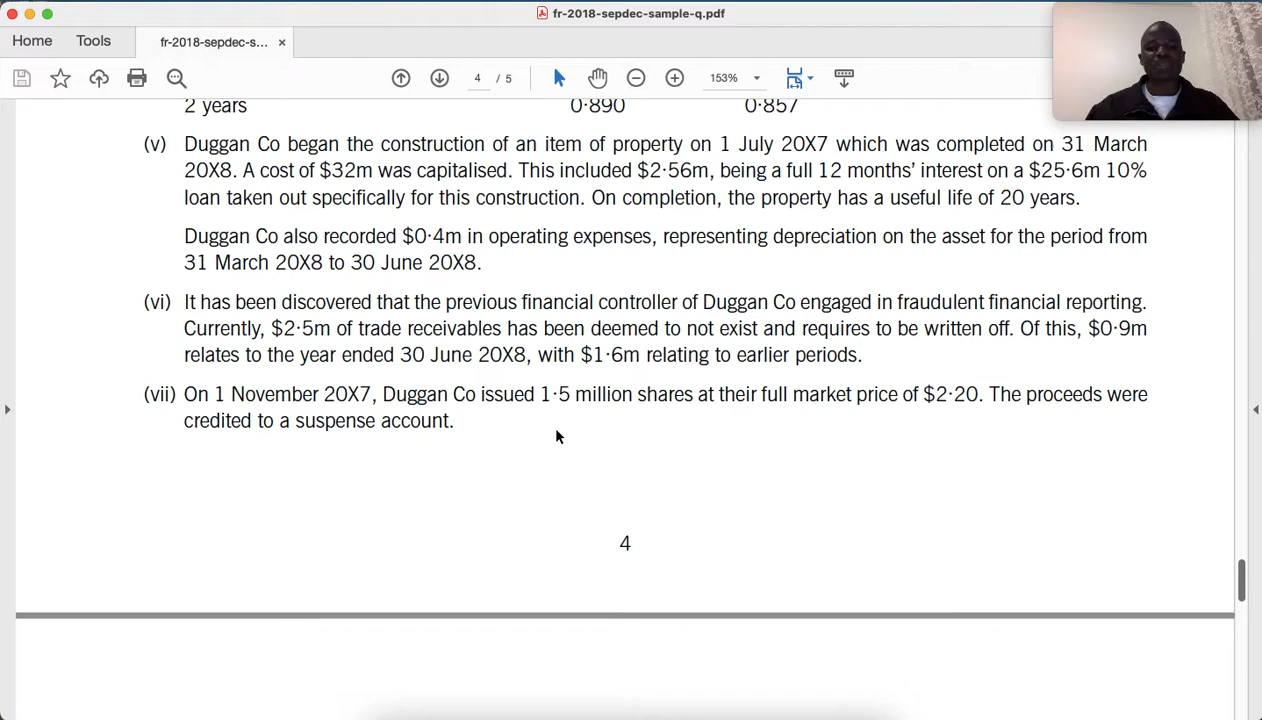 fr-2018-sepdec-sample-q.pdf
Home Tools fr-2018-sepdec-s... ×
4 / 5 153%
2 years 0·890 0·857
(v) Duggan Co began the construction of an item of property on 1 July 20X7 which was completed on 31 March
20X8. A cost of $32m was capitalised. This included $2·56m, being a full 12 months’ interest on a $25·6m 10%
loan taken out specifically for this construction. On completion, the property has a useful life of 20 years.
Duggan Co also recorded $0·4m in operating expenses, representing depreciation on the asset for the period from
31 March 20X8 to 30 June 20X8.
(vi) It has been discovered that the previous financial controller of Duggan Co engaged in fraudulent financial reporting.
Currently, $2·5m of trade receivables has been deemed to not exist and requires to be written off. Of this, $0·9m
relates to the year ended 30 June 20X8, with $1·6m relating to earlier periods.
(vii) On 1 November 20X7, Duggan Co issued 1·5 million shares at their full market price of $2·20. The proceeds were
credited to a suspense account.
4